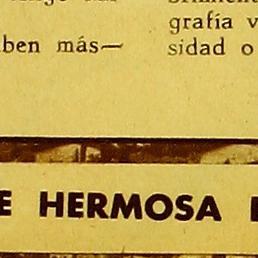 ben más—
grafía v
sidad o
E HERMOSA